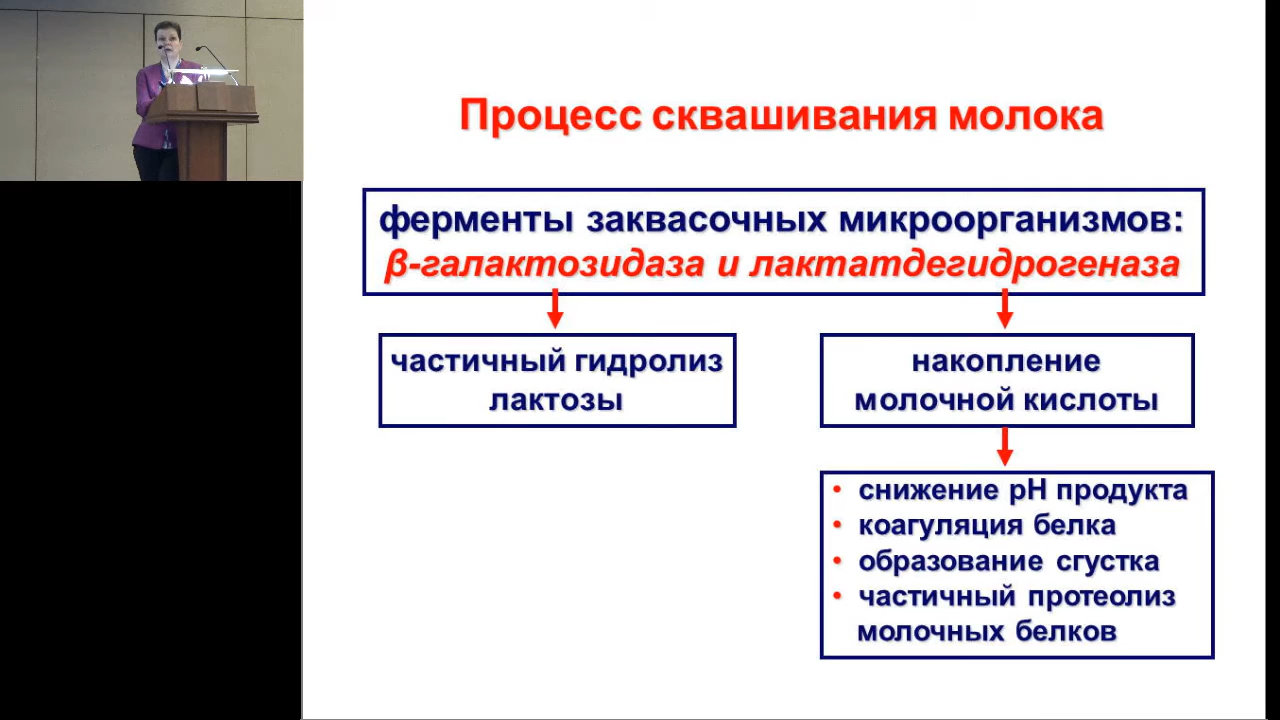 Процесс сквашивания молока
ферменты заквасочных микроорганизмов:
β-галактозидаза и лактатдегидрогеназа
частичный гидролиз
лактозы
накопление
молочной кислоты
• снижение рН продукта
• коагуляция белка
• образование сгустка
• частичный протеолиз
молочных белков